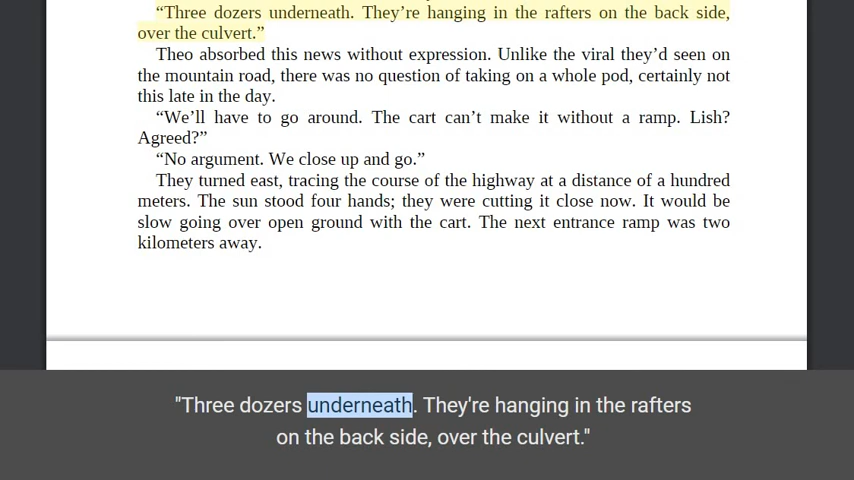 “Three dozers underneath. They’re hanging in the rafters on the back side,
over the culvert.”
Theo absorbed this news without expression. Unlike the viral they’d seen on
the mountain road, there was no question of taking on a whole pod, certainly not
this late in the day.
“We’ll have to go around. The cart can’t make it without a ramp. Lish?
Agreed?”
“No argument. We close up and go.”
They turned east, tracing the course of the highway at a distance of a hundred
meters. The sun stood four hands; they were cutting it close now. It would be
slow going over open ground with the cart. The next entrance ramp was two
kilometers away.
"Three dozers underneath. They're hanging in the rafters
on the back side, over the culvert."